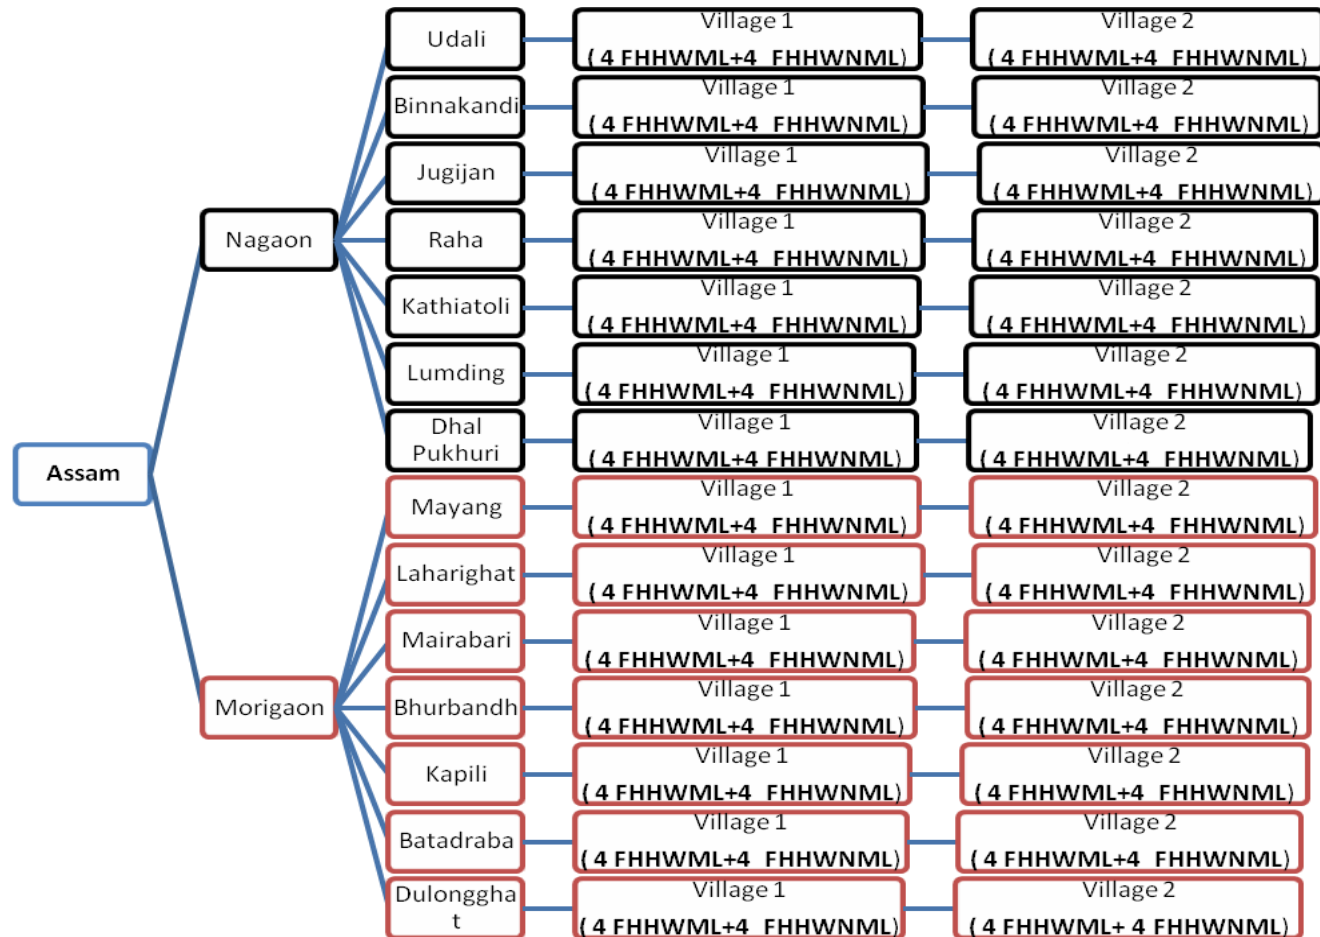 Assam
Nagaon
Udali
Village 1
( 4 FHHWML+4 FHHWNML)
Village 2
( 4 FHHWML+4 FHHWNML)
Binnakandi
Village 1
( 4 FHHWML+4 FHHWNML)
Village 2
( 4 FHHWML+4 FHHWNML)
Jugijan
Village 1
( 4 FHHWML+4 FHHWNML)
Village 2
( 4 FHHWML+4 FHHWNML)
Raha
Village 1
( 4 FHHWML+4 FHHWNML)
Village 2
( 4 FHHWML+4 FHHWNML)
Kathiatoli
Village 1
( 4 FHHWML+4 FHHWNML)
Village 2
( 4 FHHWML+4 FHHWNML)
Lumding
Village 1
( 4 FHHWML+4 FHHWNML)
Village 2
( 4 FHHWML+4 FHHWNML)
Dhal
Pukhuri
Village 1
( 4 FHHWML+4 FHHWNML)
Village 2
( 4 FHHWML+4 FHHWNML)
Morigaon
Mayang
Village 1
( 4 FHHWML+4 FHHWNML)
Village 2
( 4 FHHWML+4 FHHWNML)
Laharighat
Village 1
( 4 FHHWML+4 FHHWNML)
Village 2
( 4 FHHWML+4 FHHWNML)
Mairabari
Village 1
( 4 FHHWML+4 FHHWNML)
Village 2
( 4 FHHWML+4 FHHWNML)
Bhurbandh
Village 1
( 4 FHHWML+4 FHHWNML)
Village 2
( 4 FHHWML+4 FHHWNML)
Kapili
Village 1
( 4 FHHWML+4 FHHWNML)
Village 2
( 4 FHHWML+4 FHHWNML)
Batadraba
Village 1
( 4 FHHWML+4 FHHWNML)
Village 2
( 4 FHHWML+4 FHHWNML)
Dulonggha
t
Village 1
( 4 FHHWML+4 FHHWNML)
Village 2
( 4 FHHWML+ 4 FHHWNML)